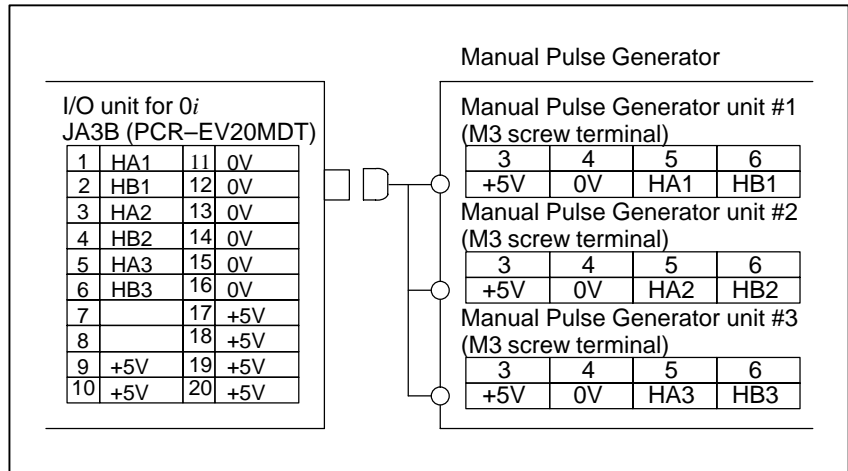 Manual Pulse Generator
I/O unit for 0i
JA3B (PCR–EV20MDT)
1 HA1 11 0V
2 HB1 12 0V
3 HA2 13 0V
4 HB2 14 0V
5 HA3 15 0V
6 HB3 16 0V
7 17 +5V
8 18 +5V
9 +5V 19 +5V
10 +5V 20 +5V
Manual Pulse Generator unit #1
(M3 screw terminal)
3 4 5 6
+5V 0V HA1 HB1
Manual Pulse Generator unit #2
(M3 screw terminal)
3 4 5 6
+5V 0V HA2 HB2
Manual Pulse Generator unit #3
(M3 screw terminal)
3 4 5 6
+5V 0V HA3 HB3